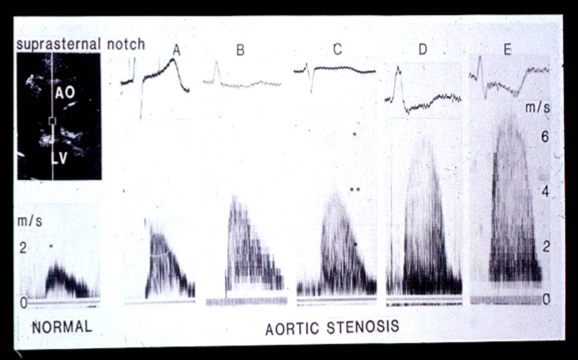 suprasternal notch
A B C D E
AO
LV
m/s
6
4
2
0
m/s
2
0
NORMAL
AORTIC STENOSIS